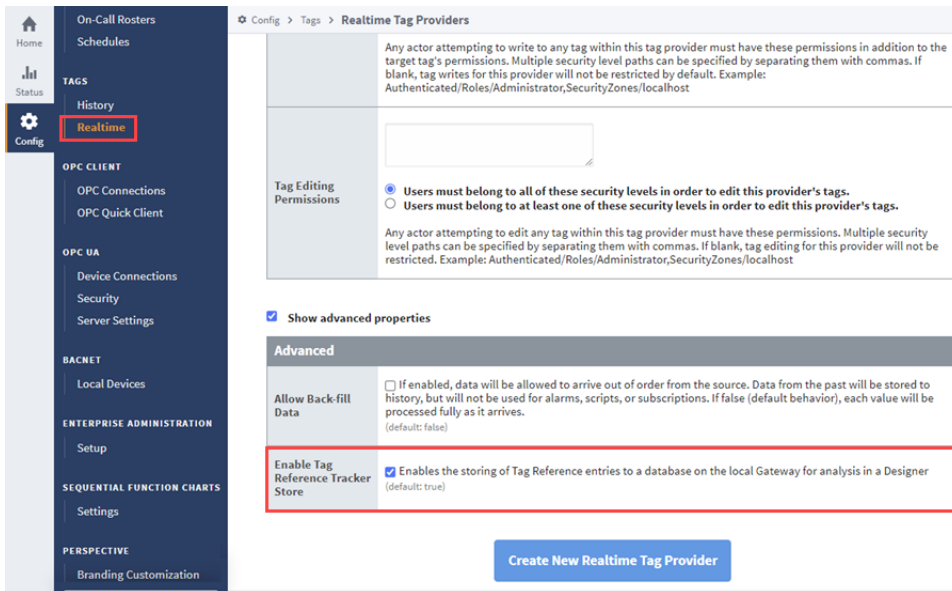 Home
Status
Config
On-Call Rosters
Schedules
TAGS
History
Realtime
OPC CLIENT
OPC Connections
OPC Quick Client
OPC UA
Device Connections
Security
Server Settings
BACNET
Local Devices
ENTERPRISE ADMINISTRATION
Setup
SEQUENTIAL FUNCTION CHARTS
Settings
PERSPECTIVE
Branding Customization
Config > Tags > Realtime Tag Providers
Any actor attempting to write to any tag within this tag provider must have these permissions in addition to the
target tag's permissions. Multiple security level paths can be specified by separating them with commas. If
blank, tag writes for this provider will not be restricted by default. Example:
Authenticated/Roles/Administrator,SecurityZones/localhost
Tag Editing
Permissions
Users must belong to all of these security levels in order to edit this provider's tags.
Users must belong to at least one of these security levels in order to edit this provider's tags.
Any actor attempting to edit any tag within this tag provider must have these permissions. Multiple security
level paths can be specified by separating them with commas. If blank, tag editing for this provider will not be
restricted. Example: Authenticated/Roles/Administrator,SecurityZones/localhost
Show advanced properties
Advanced
Allow Back-fill
Data
If enabled, data will be allowed to arrive out of order from the source. Data from the past will be stored to
history, but will not be used for alarms, scripts, or subscriptions. If false (default behavior), each value will be
processed fully as it arrives.
(default: false)
Enable Tag
Reference Tracker
Store
Enables the storing of Tag Reference entries to a database on the local Gateway for analysis in a Designer
(default: true)
Create New Realtime Tag Provider